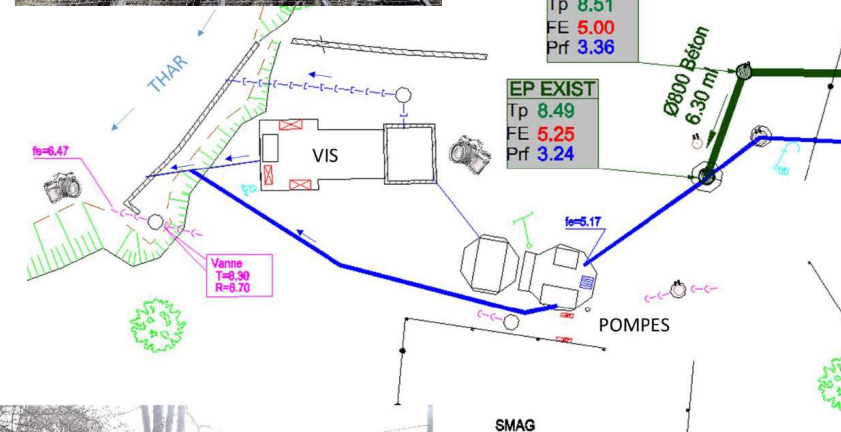 Tp 8.51
FE 5.00
Prf 3.36
EP EXIST
Tp 8.49
FE 5.25
Prf 3.24
Ø800 Béton
6.30 ml
THAR
fe=6.47
VIS
Vanne
T=8.30
R=6.70
fe=5.17
POMPES
SMAG